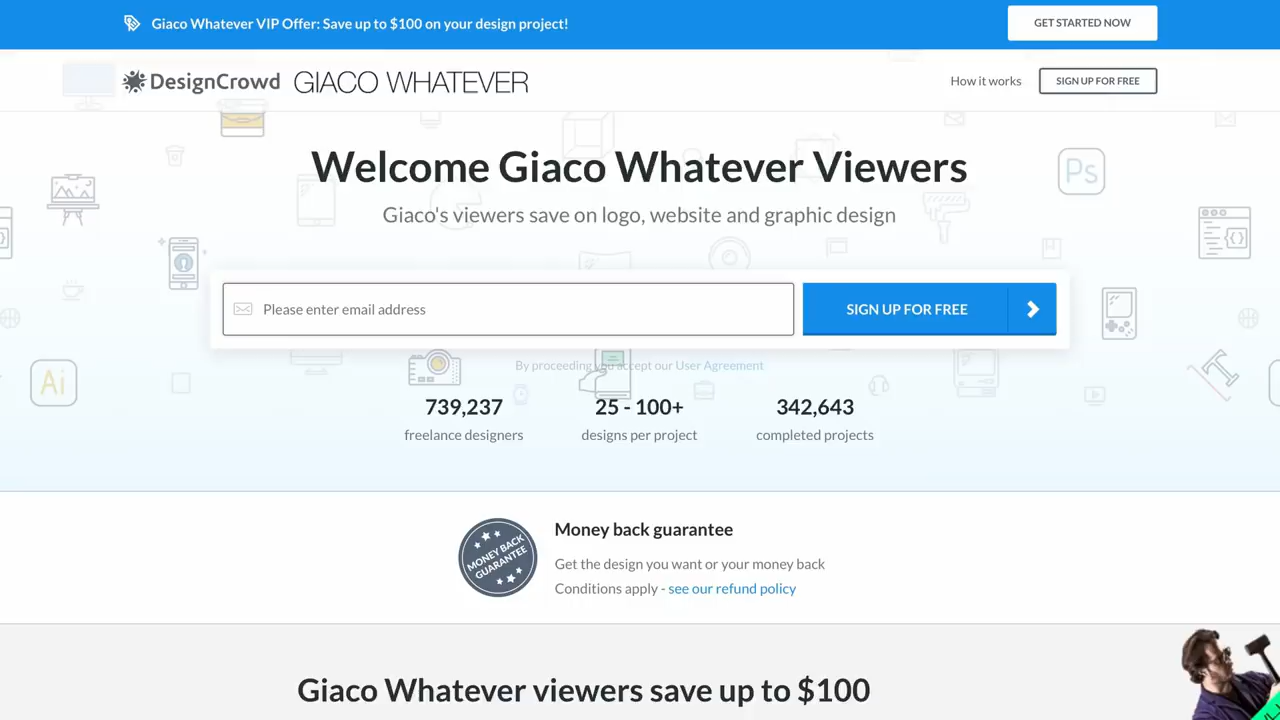 Giaco Whatever VIP Offer: Save up to $100 on your design project!
GET STARTED NOW
DesignCrowd GIACO WHATEVER
How it works
SIGN UP FOR FREE
Welcome Giaco Whatever Viewers
Ps
Giaco's viewers save on logo, website and graphic design
Please enter email address
SIGN UP FOR FREE
By proceeding you accept our User Agreement
Ai
739,237
25 - 100+
342,643
freelance designers
designs per project
completed projects
MONEY BACK
GUARANTEE
Money back guarantee
Get the design you want or your money back
Conditions apply - see our refund policy
Giaco Whatever viewers save up to $100